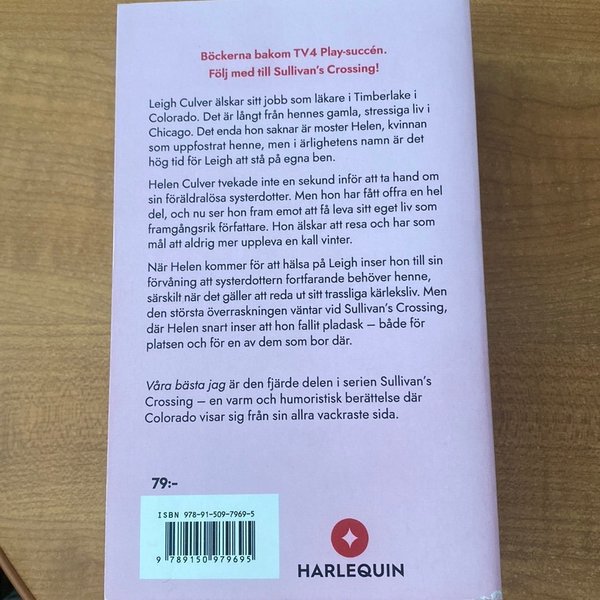 Böckerna bakom TV4 Play-succén.
Följ med till Sullivan's Crossing!
Leigh Culver älskar sitt jobb som läkare i Timberlake i
Colorado. Det är långt från hennes gamla, stressiga liv i
Chicago. Det enda hon saknar är moster Helen, kvinnan
som uppfostrat henne, men i ärlighetens namn är det
hög tid för Leigh att stå på egna ben.
Helen Culver tvekade inte en sekund inför att ta hand om
sin föräldralösa systerdotter. Men hon har fått offra en hel
del, och nu ser hon fram emot att få leva sitt eget liv som
framgångsrik författare. Hon älskar att resa och har som
mål att aldrig mer uppleva en kall vinter.
När Helen kommer för att hälsa på Leigh inser hon till sin
förvåning att systerdottern fortfarande behöver henne,
särskilt när det gäller att reda ut sitt trassliga kärleksliv. Men
den största överraskningen väntar vid Sullivan's Crossing,
där Helen snart inser att hon fallit pladask – både för
platsen och för en av dem som bor där.
Våra bästa jag är den fjärde delen i serien Sullivan's
Crossing – en varm och humoristisk berättelse där
Colorado visar sig från sin allra vackraste sida.
79:-
ISBN 978-91-509-7969-5
9 789150 979695
HARLEQUIN